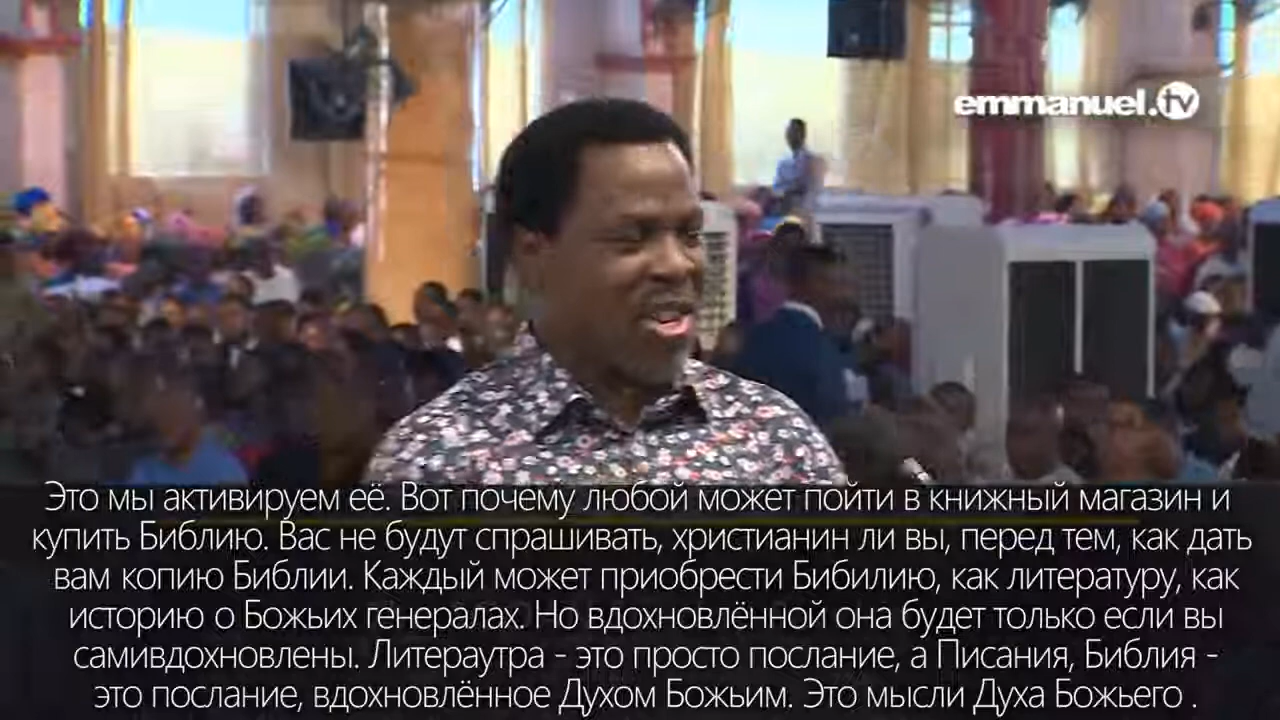 emmanuel.tv
Это мы активируем её. Вот почему любой может пойти в книжный магазин и
купить Библию. Вас не будут спрашивать, христианин ли вы, перед тем, как дать
вам копию Библии. Каждый может приобрести Бибилию, как литературу, как
историю о Божьих генералах. Но вдохновлённой она будет только если вы
самивдохновлены. Литераутра - это просто послание, а Писания, Библия -
это послание, вдохновлённое Духом Божьим. Это мысли Духа Божьего .